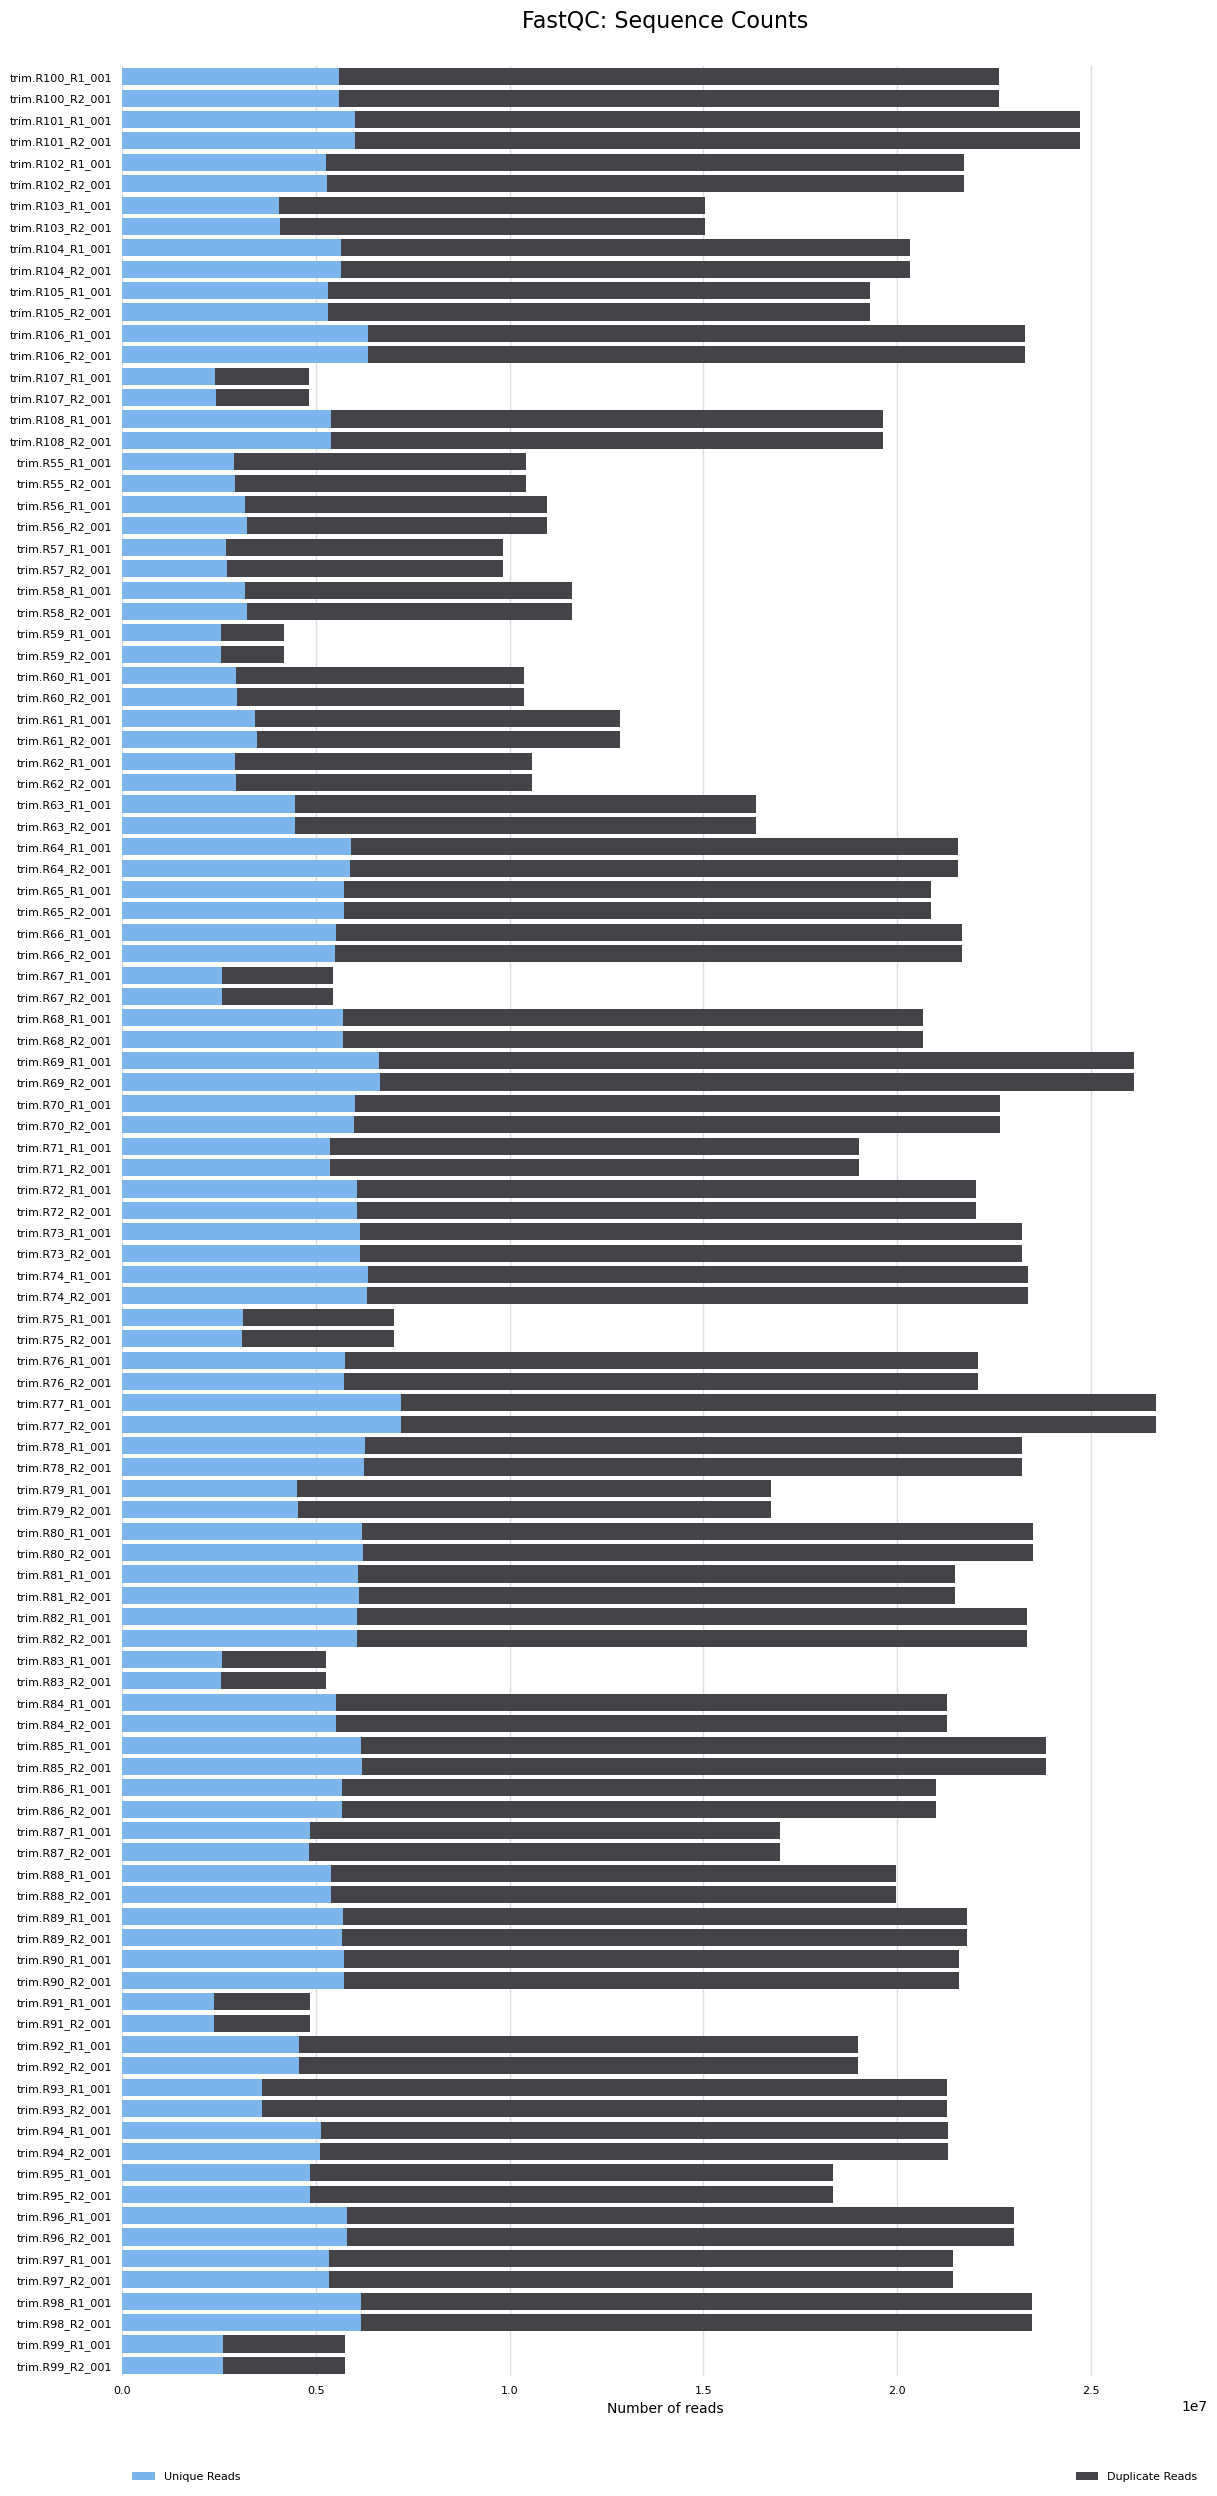 FastQC: Sequence Counts
trim.R100_R1_001
trim.R100_R2_001
trim.R101_R1_001
trim.R101_R2_001
trim.R102_R1_001
trim.R102_R2_001
trim.R103_R1_001
trim.R103_R2_001
trim.R104_R1_001
trim.R104_R2_001
trim.R105_R1_001
trim.R105_R2_001
trim.R106_R1_001
trim.R106_R2_001
trim.R107_R1_001
trim.R107_R2_001
trim.R108_R1_001
trim.R108_R2_001
trim.R55_R1_001
trim.R55_R2_001
trim.R56_R1_001
trim.R56_R2_001
trim.R57_R1_001
trim.R57_R2_001
trim.R58_R1_001
trim.R58_R2_001
trim.R59_R1_001
trim.R59_R2_001
trim.R60_R1_001
trim.R60_R2_001
trim.R61_R1_001
trim.R61_R2_001
trim.R62_R1_001
trim.R62_R2_001
trim.R63_R1_001
trim.R63_R2_001
trim.R64_R1_001
trim.R64_R2_001
trim.R65_R1_001
trim.R65_R2_001
trim.R66_R1_001
trim.R66_R2_001
trim.R67_R1_001
trim.R67_R2_001
trim.R68_R1_001
trim.R68_R2_001
trim.R69_R1_001
trim.R69_R2_001
trim.R70_R1_001
trim.R70_R2_001
trim.R71_R1_001
trim.R71_R2_001
trim.R72_R1_001
trim.R72_R2_001
trim.R73_R1_001
trim.R73_R2_001
trim.R74_R1_001
trim.R74_R2_001
trim.R75_R1_001
trim.R75_R2_001
trim.R76_R1_001
trim.R76_R2_001
trim.R77_R1_001
trim.R77_R2_001
trim.R78_R1_001
trim.R78_R2_001
trim.R79_R1_001
trim.R79_R2_001
trim.R80_R1_001
trim.R80_R2_001
trim.R81_R1_001
trim.R81_R2_001
trim.R82_R1_001
trim.R82_R2_001
trim.R83_R1_001
trim.R83_R2_001
trim.R84_R1_001
trim.R84_R2_001
trim.R85_R1_001
trim.R85_R2_001
trim.R86_R1_001
trim.R86_R2_001
trim.R87_R1_001
trim.R87_R2_001
trim.R88_R1_001
trim.R88_R2_001
trim.R89_R1_001
trim.R89_R2_001
trim.R90_R1_001
trim.R90_R2_001
trim.R91_R1_001
trim.R91_R2_001
trim.R92_R1_001
trim.R92_R2_001
trim.R93_R1_001
trim.R93_R2_001
trim.R94_R1_001
trim.R94_R2_001
trim.R95_R1_001
trim.R95_R2_001
trim.R96_R1_001
trim.R96_R2_001
trim.R97_R1_001
trim.R97_R2_001
trim.R98_R1_001
trim.R98_R2_001
trim.R99_R1_001
trim.R99_R2_001
0.0 0.5 1.0 1.5 2.0 2.5
Number of reads
1e7
Unique Reads Duplicate Reads